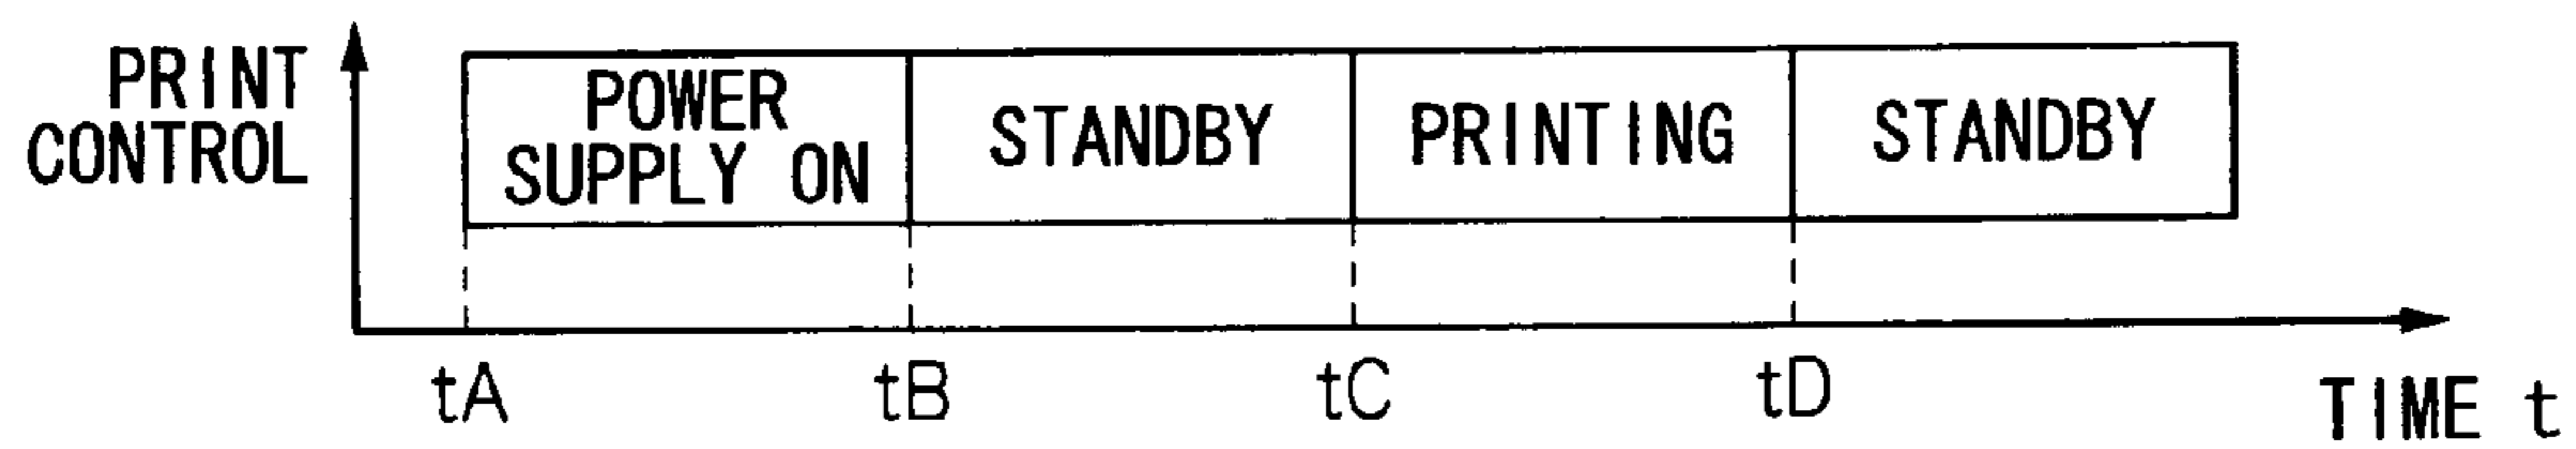 PRINT
CONTROL
POWER
SUPPLY ON
STANDBY
PRINTING
STANDBY
tA
tB
tC
tD
TIME t